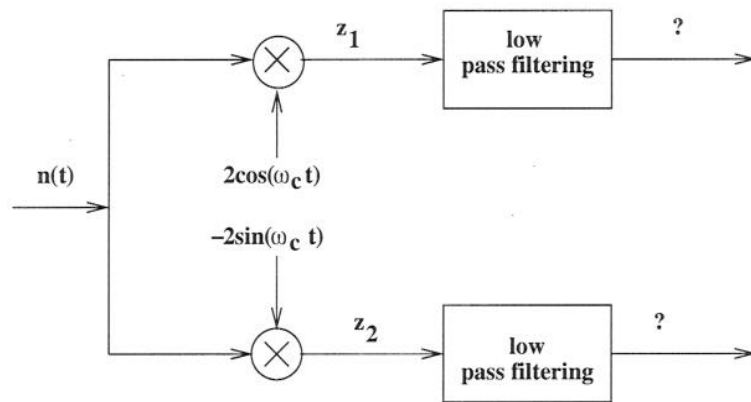 z1
low
pass filtering
?
n(t)
2cos(ωc t)
−2sin(ωc t)
z2
low
pass filtering
?